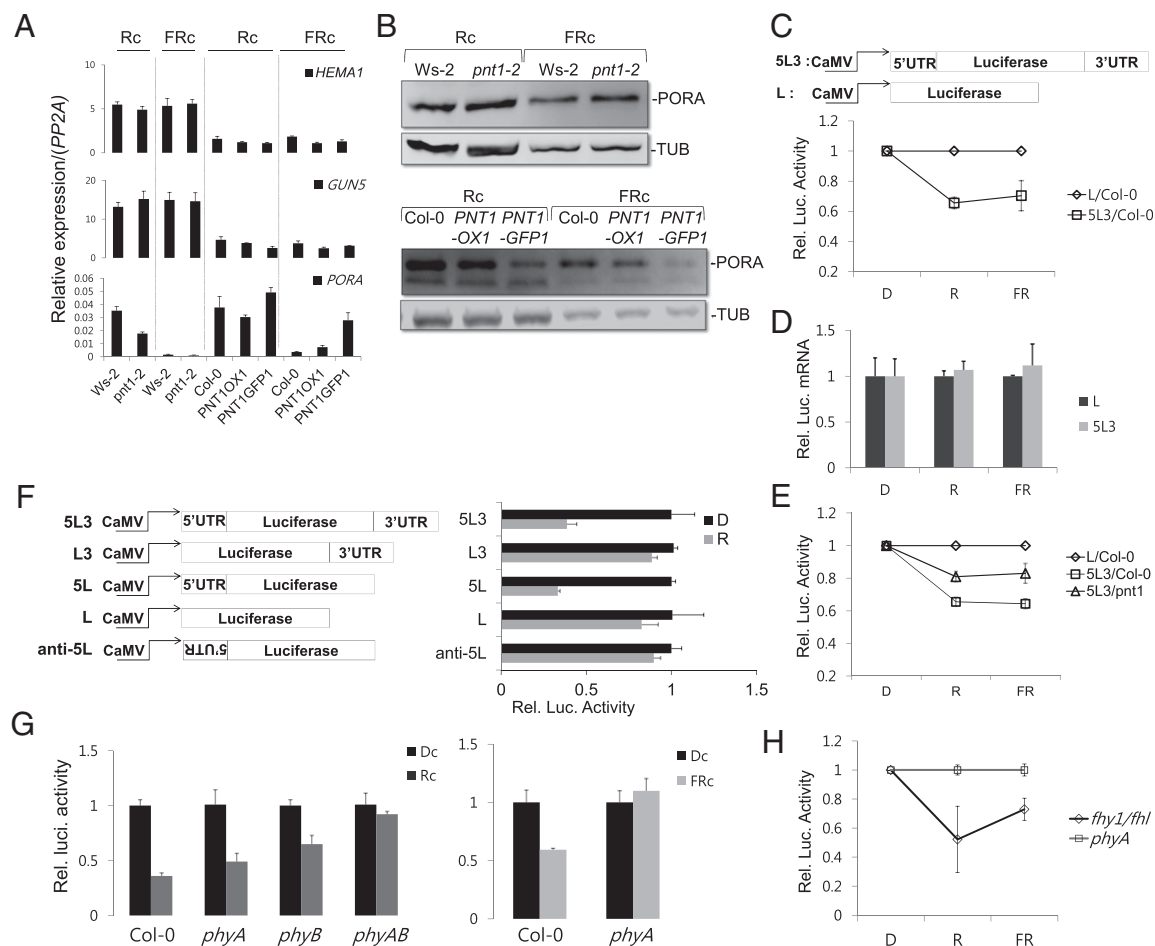 A
Rc FRc Rc FRc
Relative expression/(PP2A)
10
5
0
HEMA1
20
10
0
GUN5
0.06
0.05
0.04
0.03
0.02
0.01
0
PORA
Ws-2 pnt1-2 Ws-2 pnt1-2 Col-0 PNT1OX1 PNT1GFP1 Col-0 PNT1OX1 PNT1GFP1
B
Rc FRc
Ws-2 pnt1-2 Ws-2 pnt1-2
-PORA
-TUB
Rc FRc
Col-0 PNT1 PNT1 Col-0 PNT1 PNT1
-OX1 -GFP1 -OX1 -GFP1
-PORA
-TUB
C
5L3 :CaMV 5'UTR Luciferase 3'UTR
L : CaMV Luciferase
Rel. Luc. Activity
1.2
1
0.8
0.6
0.4
0.2
D R FR
L/Col-0
5L3/Col-0
D
Rel. Luc. mRNA
1.5
1
0.5
0
D R FR
L
5L3
E
Rel. Luc. Activity
1.2
1
0.8
0.6
0.4
0.2
D R FR
L/Col-0
5L3/Col-0
5L3/pnt1
F
5L3 CaMV 5'UTR Luciferase 3'UTR
L3 CaMV Luciferase 3'UTR
5L CaMV 5'UTR Luciferase
L CaMV Luciferase
anti-5L CaMV 5'UTR Luciferase
5L3
L3
5L
L
anti-5L
D
R
0 0.5 1 1.5
Rel. Luc. Activity
G
Rel. luci. activity
1.5
1
0.5
0
Col-0 phyA phyB phyAB
Dc
Rc
1.5
1
0.5
0
Col-0 phyA
Dc
FRc
H
Rel. Luc. Activity
1.2
1
0.8
0.6
0.4
0.2
0
D R FR
fhy1/fhl
phyA